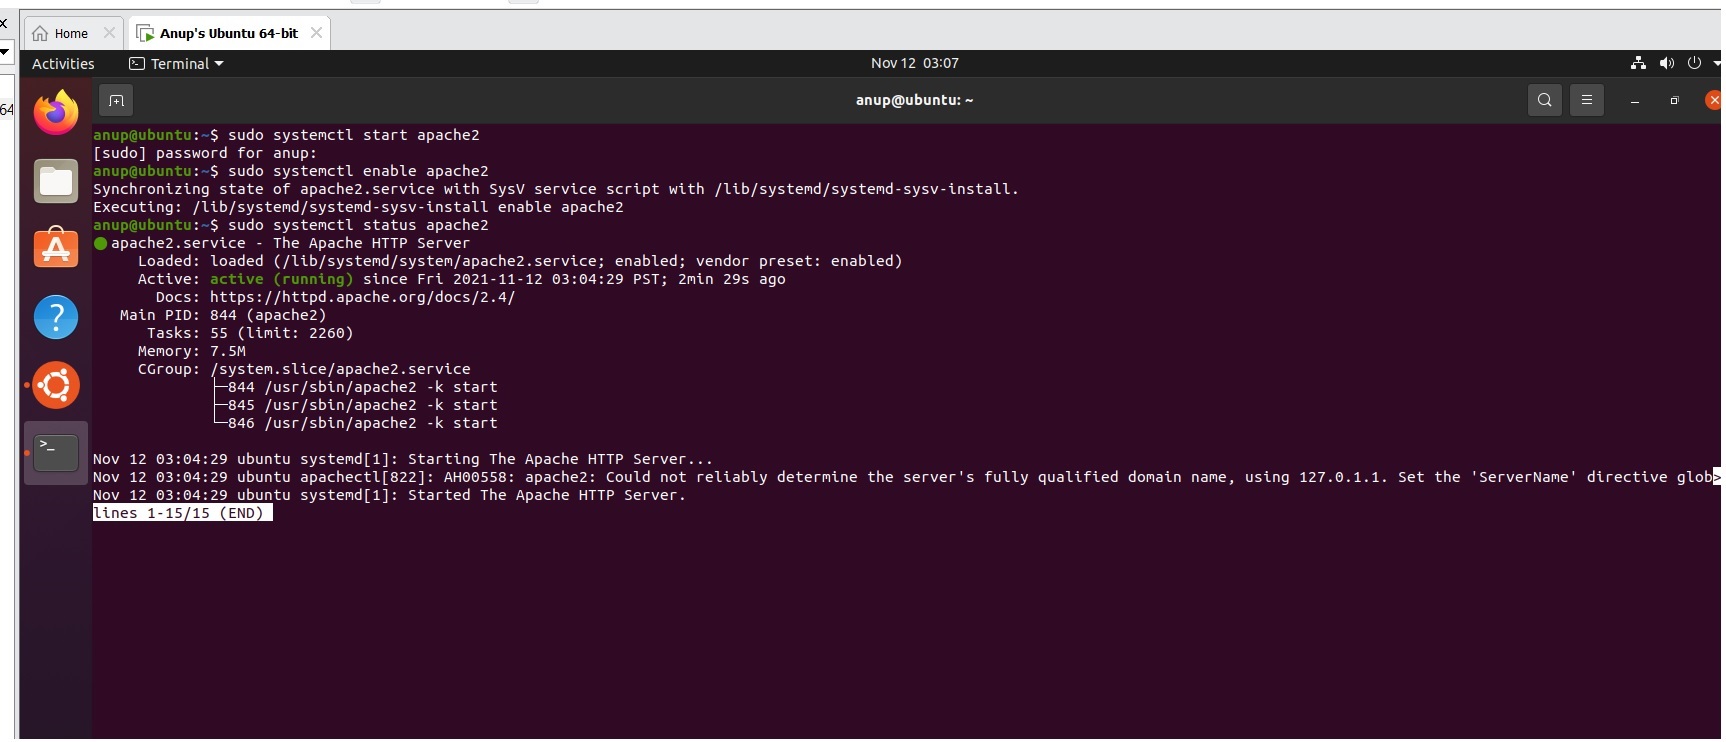 Home
Anup's Ubuntu 64-bit
Activities
Terminal
Nov 12 03:07
64
anup@ubuntu: ~
anup@ubuntu:~$ sudo systemctl start apache2
[sudo] password for anup:
anup@ubuntu:~$ sudo systemctl enable apache2
Synchronizing state of apache2.service with SysV service script with /lib/systemd/systemd-sysv-install.
Executing: /lib/systemd/systemd-sysv-install enable apache2
anup@ubuntu:~$ sudo systemctl status apache2
● apache2.service - The Apache HTTP Server
Loaded: loaded (/lib/systemd/system/apache2.service; enabled; vendor preset: enabled)
Active: active (running) since Fri 2021-11-12 03:04:29 PST; 2min 29s ago
Docs: https://httpd.apache.org/docs/2.4/
Main PID: 844 (apache2)
Tasks: 55 (limit: 2260)
Memory: 7.5M
CGroup: /system.slice/apache2.service
├─844 /usr/sbin/apache2 -k start
├─845 /usr/sbin/apache2 -k start
└─846 /usr/sbin/apache2 -k start
Nov 12 03:04:29 ubuntu systemd[1]: Starting The Apache HTTP Server...
Nov 12 03:04:29 ubuntu apachectl[822]: AH00558: apache2: Could not reliably determine the server's fully qualified domain name, using 127.0.1.1. Set the 'ServerName' directive glob>
Nov 12 03:04:29 ubuntu systemd[1]: Started The Apache HTTP Server.
lines 1-15/15 (END)